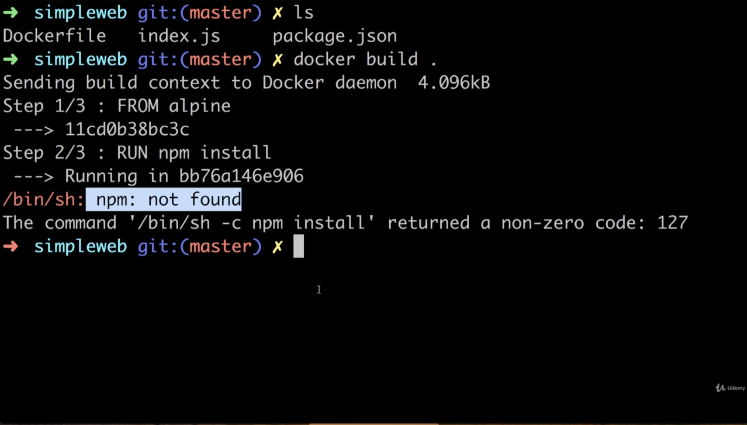 ➜ simpleweb git:(master) ✗ ls
Dockerfile index.js package.json
➜ simpleweb git:(master) ✗ docker build .
Sending build context to Docker daemon 4.096kB
Step 1/3 : FROM alpine
---> 11cd0b38bc3c
Step 2/3 : RUN npm install
---> Running in bb76a146e906
/bin/sh: npm: not found
The command '/bin/sh -c npm install' returned a non-zero code: 127
➜ simpleweb git:(master) ✗
Udemy